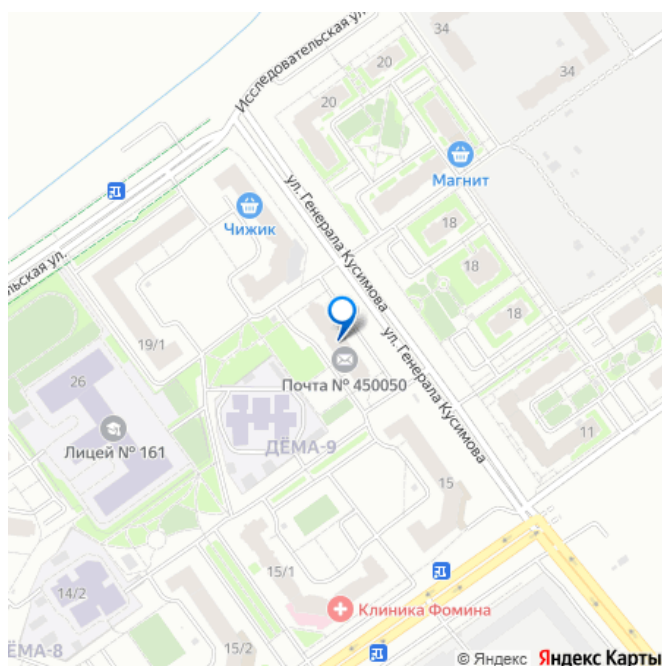 Исследовательская ул.
34
34
20
20
Магнит
ул. Генерала Кусимова
Чижик
18
18
18
льская ул.
19/1
ул. Генерала Кусимова
Почта № 450050
26
Лицей № 161
ДЁМА-9
11
15
15/1
14/2
Клиника Фомина
15/2
ЁМА-8
© Яндекс Яндекс Карты